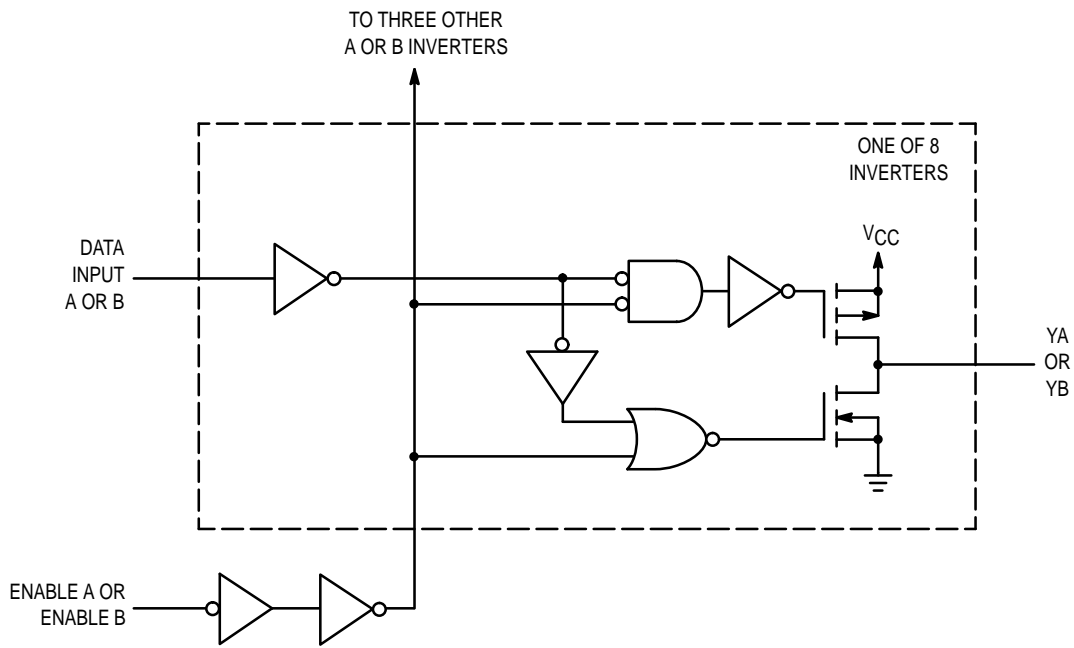 TO THREE OTHER
A OR B INVERTERS
ONE OF 8
INVERTERS
DATA
INPUT
A OR B
VCC
YA
OR
YB
ENABLE A OR
ENABLE B